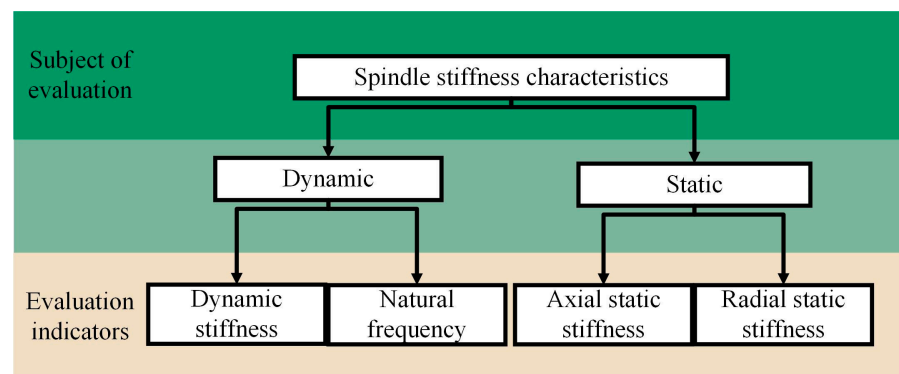 Subject of
evaluation
Spindle stiffness characteristics
Dynamic
Static
Evaluation
indicators
Dynamic
stiffness
Natural
frequency
Axial static
stiffness
Radial static
stiffness